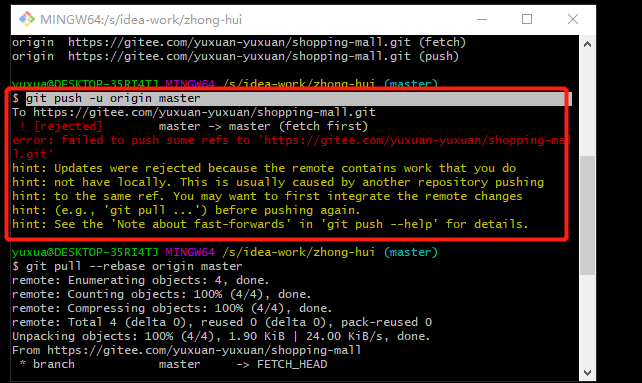 MINGW64:/s/idea-work/zhong-hui
origin  https://gitee.com/yuxuan-yuxuan/shopping-mall.git (fetch)
origin  https://gitee.com/yuxuan-yuxuan/shopping-mall.git (push)
yuxua@DESKTOP-35RI4TJ MINGW64 /s/idea-work/zhong-hui (master)
$ git push -u origin master
To https://gitee.com/yuxuan-yuxuan/shopping-mall.git
 ! [rejected]        master -> master (fetch first)
error: failed to push some refs to 'https://gitee.com/yuxuan-yuxuan/shopping-mal
l.git'
hint: Updates were rejected because the remote contains work that you do
hint: not have locally. This is usually caused by another repository pushing
hint: to the same ref. You may want to first integrate the remote changes
hint: (e.g., 'git pull ...') before pushing again.
hint: See the 'Note about fast-forwards' in 'git push --help' for details.
yuxua@DESKTOP-35RI4TJ MINGW64 /s/idea-work/zhong-hui (master)
$ git pull --rebase origin master
remote: Enumerating objects: 4, done.
remote: Counting objects: 100% (4/4), done.
remote: Compressing objects: 100% (4/4), done.
remote: Total 4 (delta 0), reused 0 (delta 0), pack-reused 0
Unpacking objects: 100% (4/4), 1.90 KiB | 24.00 KiB/s, done.
From https://gitee.com/yuxuan-yuxuan/shopping-mall
 * branch            master     -> FETCH_HEAD